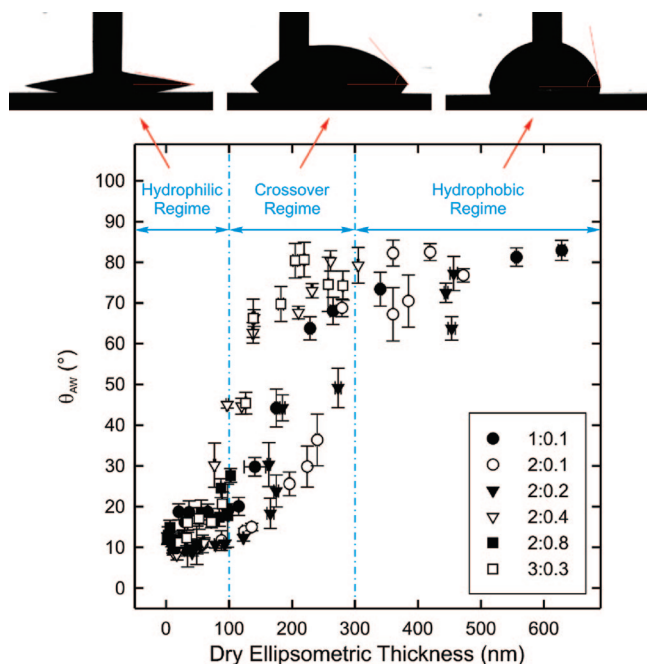 Hydrophilic
Regime
Crossover
Regime
Hydrophobic
Regime
100
90
80
70
60
50
40
30
20
10
0
θAW (°)
1:0.1
2:0.1
2:0.2
2:0.4
2:0.8
3:0.3
0 100 200 300 400 500 600
Dry Ellipsometric Thickness (nm)